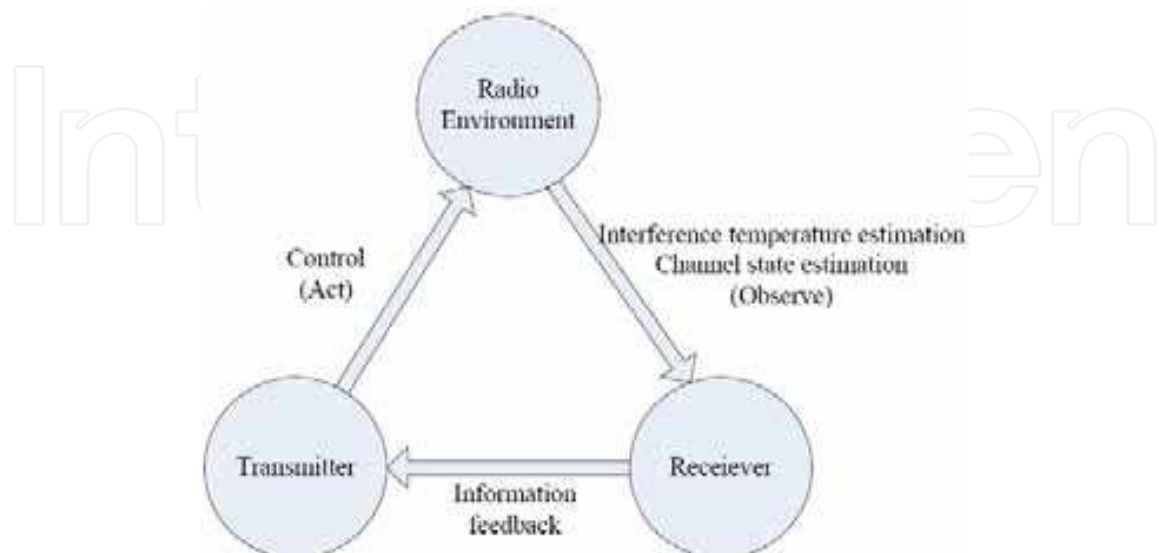 Radio
Environment
Interference temperature estimation
Channel state estimation
(Observe)
Control
(Act)
Transmitter
Receiever
Information
feedback